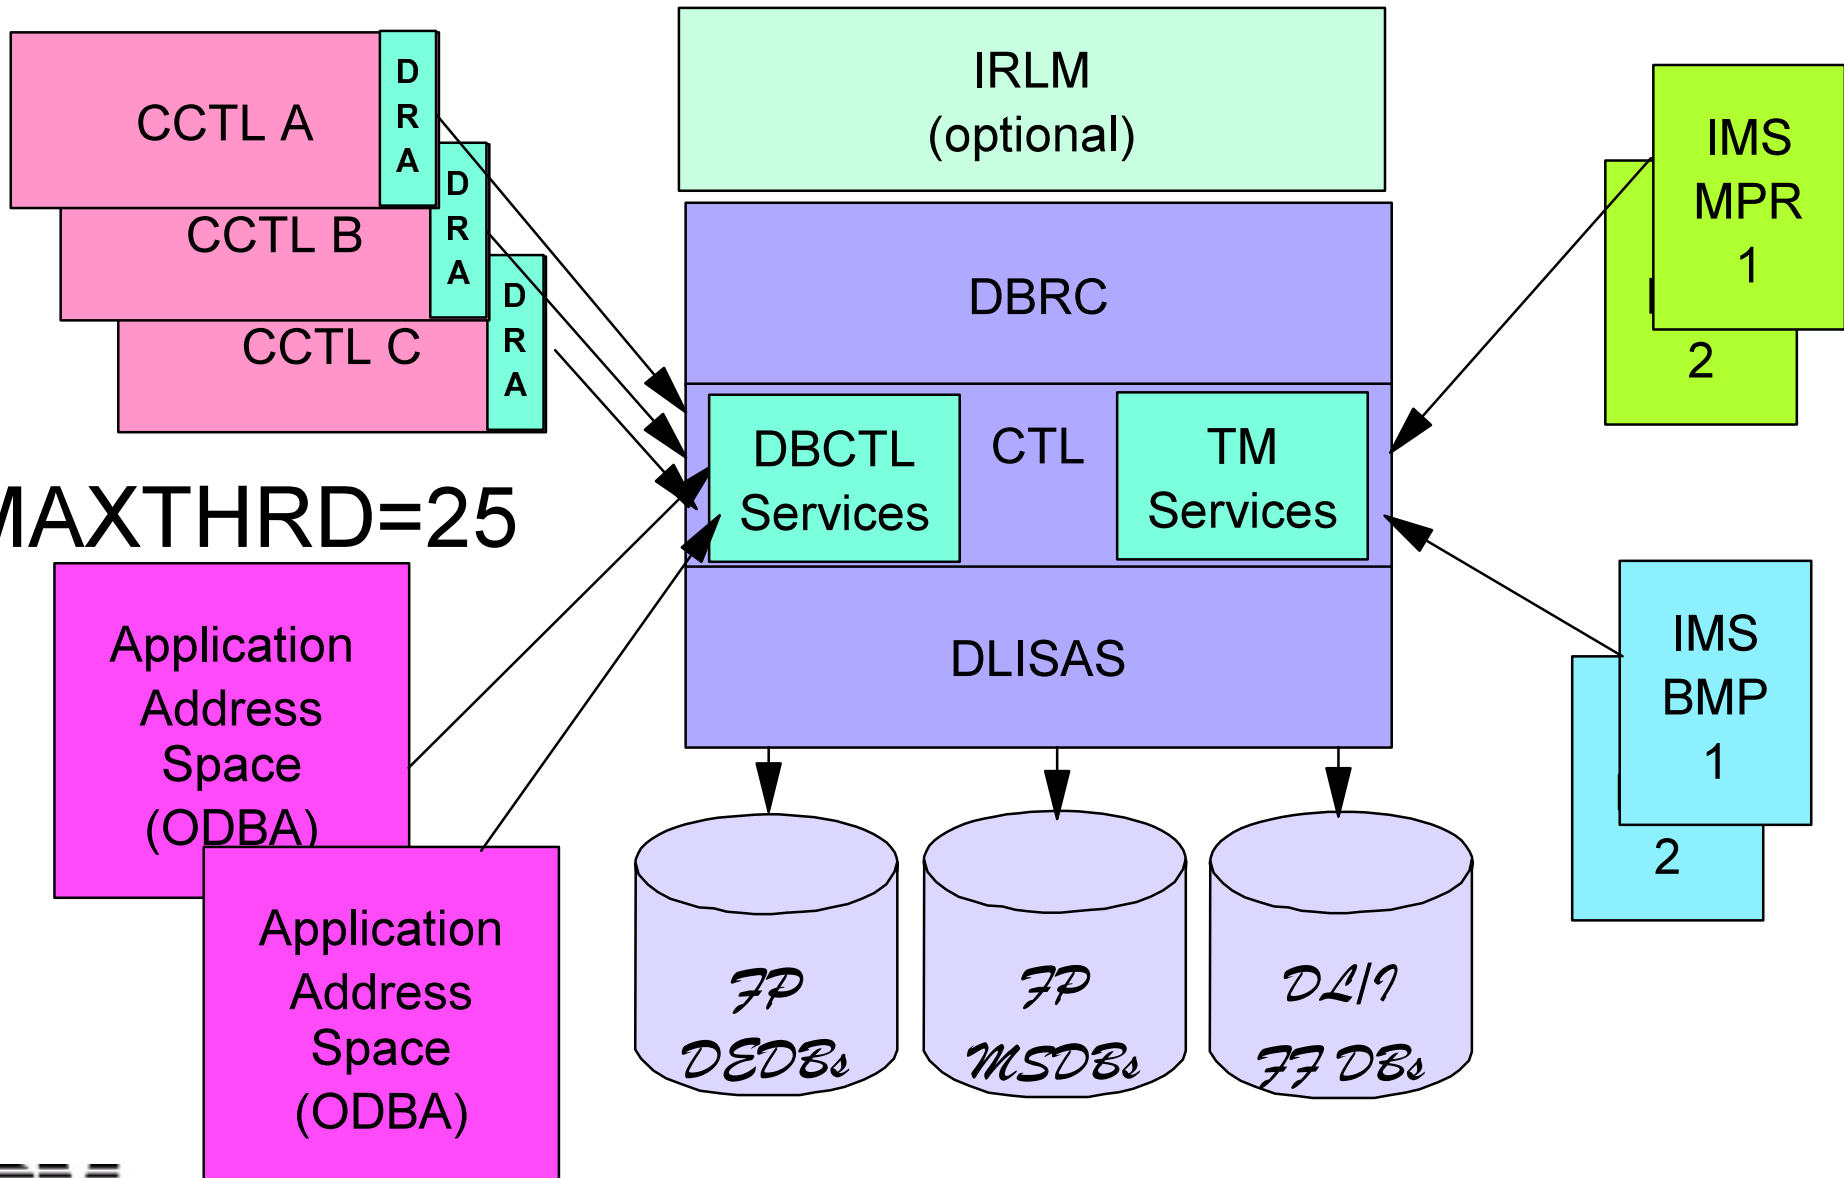 CCTL A
D
R
A
CCTL B
D
R
A
CCTL C
D
R
A
IRLM
(optional)
DBRC
DBCTL
Services
CTL
TM
Services
DLISAS
IMS
MPR
1
2
IMS
BMP
1
2
MAXTHRD=25
Application
Address
Space
(ODBA)
Application
Address
Space
(ODBA)
FP
DEDBs
FP
MSDBs
DL/I
FF DBs